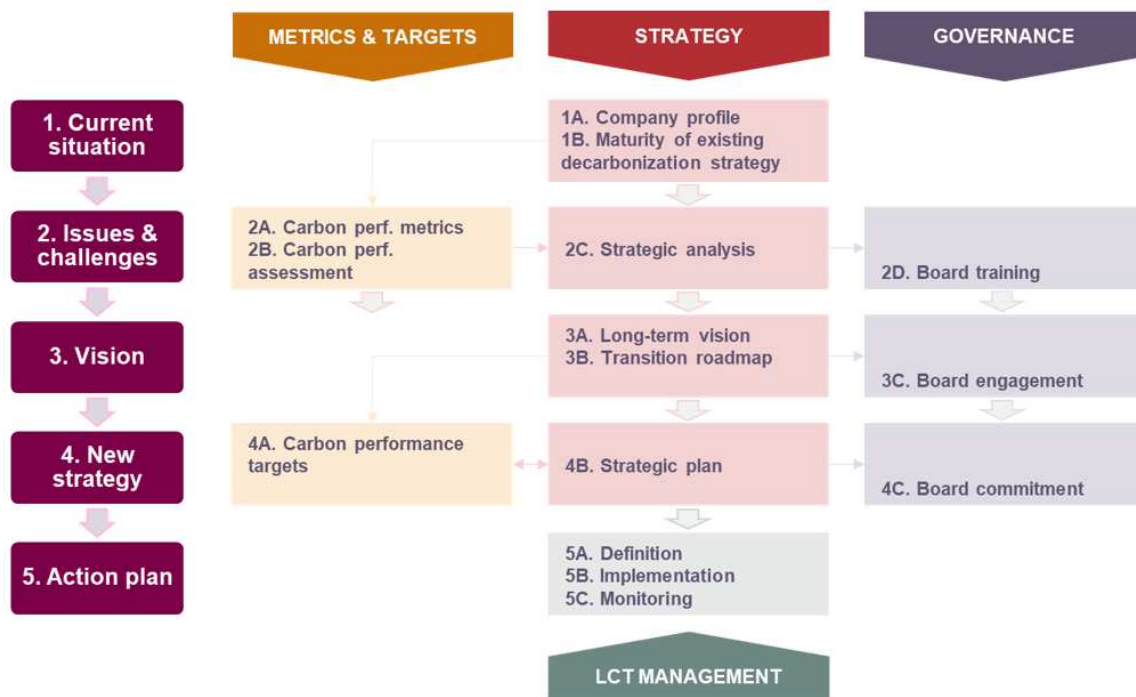 METRICS & TARGETS
STRATEGY
GOVERNANCE
1. Current
situation
1A. Company profile
1B. Maturity of existing
decarbonization strategy
2. Issues &
challenges
2A. Carbon perf. metrics
2B. Carbon perf.
assessment
2C. Strategic analysis
2D. Board training
3. Vision
3A. Long-term vision
3B. Transition roadmap
3C. Board engagement
4. New
strategy
4A. Carbon performance
targets
4B. Strategic plan
4C. Board commitment
5. Action plan
5A. Definition
5B. Implementation
5C. Monitoring
LCT MANAGEMENT